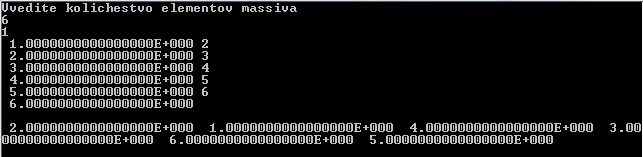 Vvedite kolichestvo elementov massiva
6
1
1.0000000000000000E+000 2
2.0000000000000000E+000 3
3.0000000000000000E+000 4
4.0000000000000000E+000 5
5.0000000000000000E+000 6
6.0000000000000000E+000
2.0000000000000000E+000 1.0000000000000000E+000 4.0000000000000000E+000 3.00
00000000000000E+000 6.0000000000000000E+000 5.0000000000000000E+000